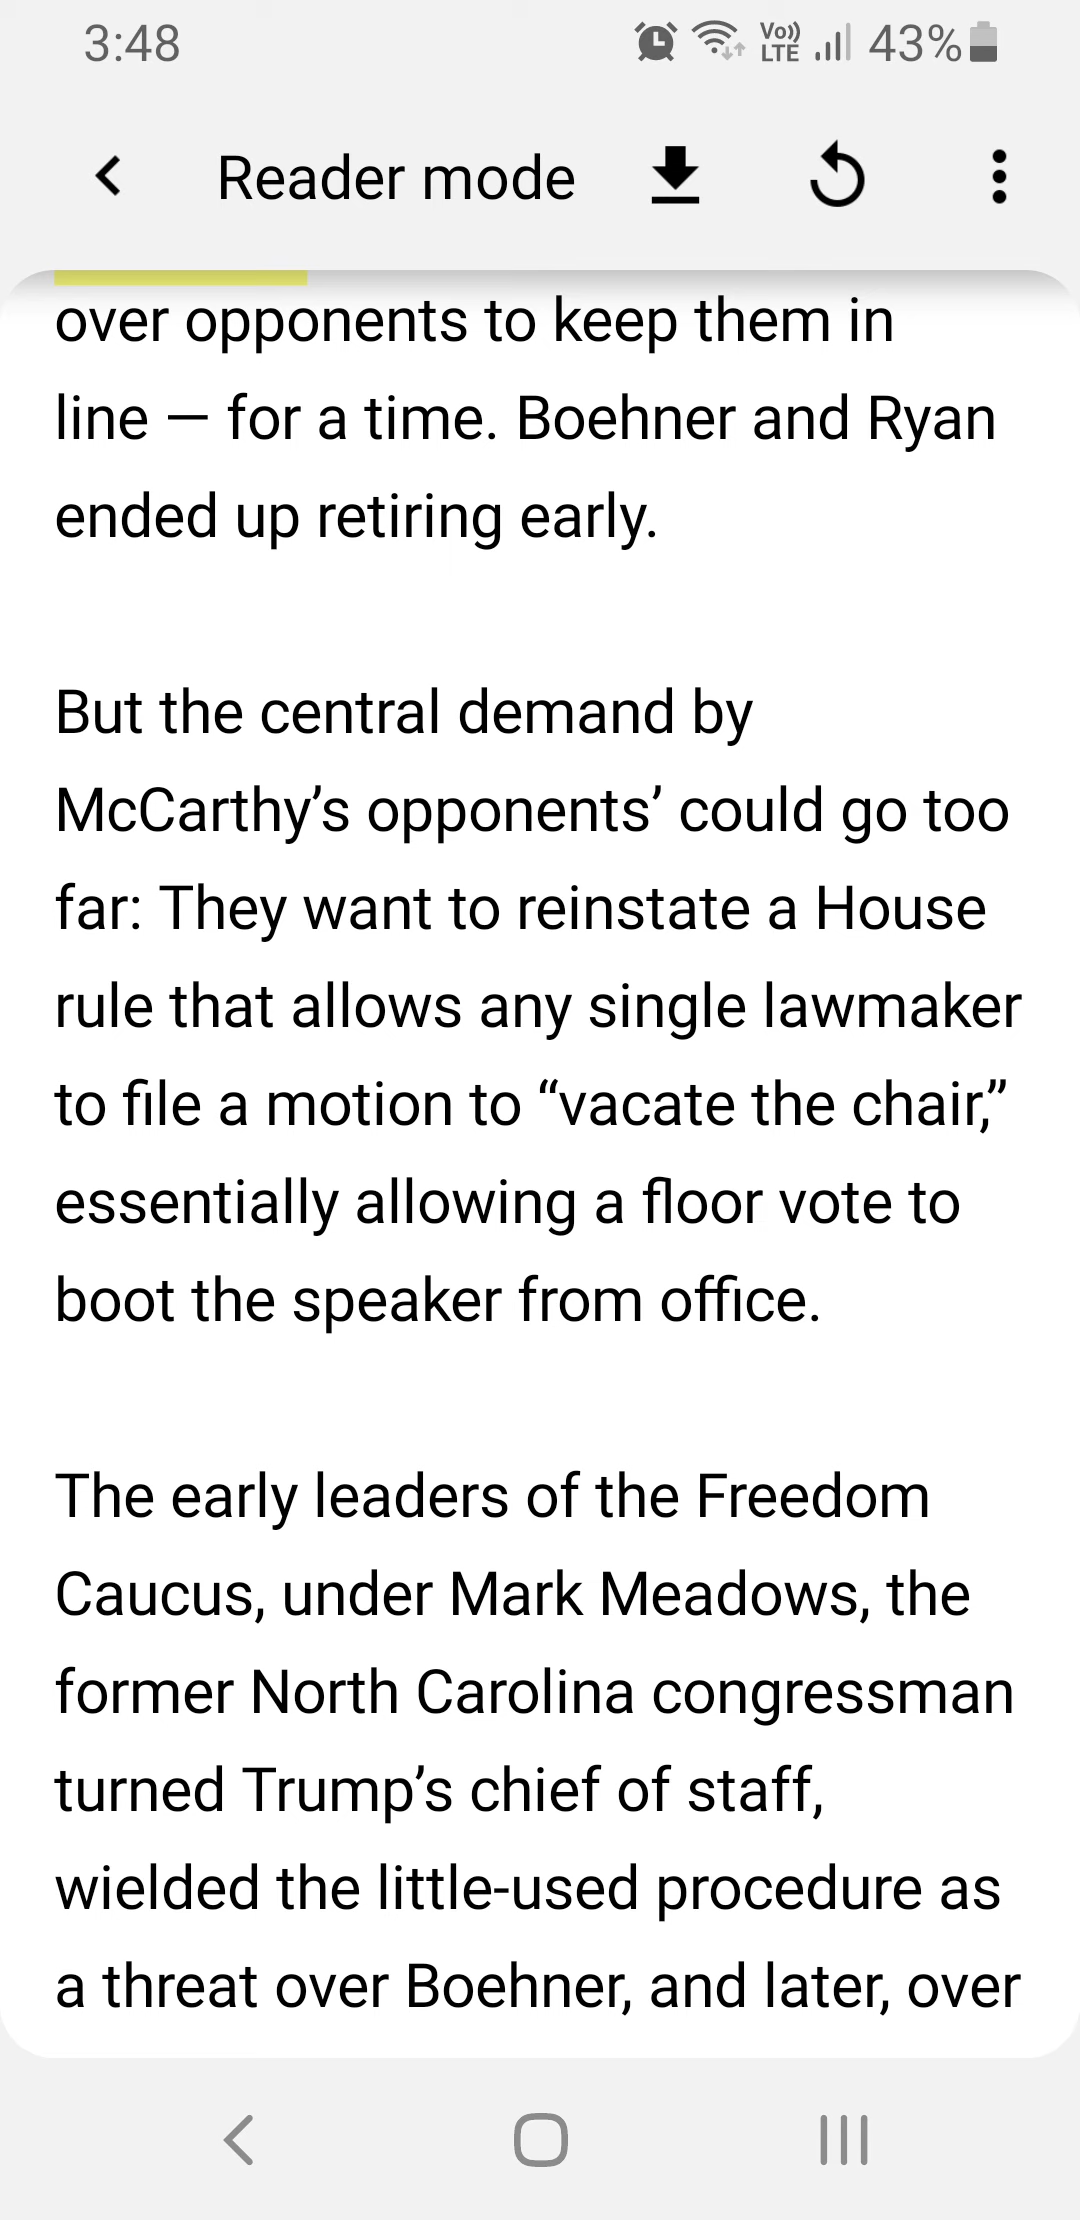 3:48 Vo)) LTE 43%
Reader mode
over opponents to keep them in
line — for a time. Boehner and Ryan
ended up retiring early.
But the central demand by
McCarthy’s opponents’ could go too
far: They want to reinstate a House
rule that allows any single lawmaker
to file a motion to “vacate the chair,”
essentially allowing a floor vote to
boot the speaker from office.
The early leaders of the Freedom
Caucus, under Mark Meadows, the
former North Carolina congressman
turned Trump’s chief of staff,
wielded the little-used procedure as
a threat over Boehner, and later, over